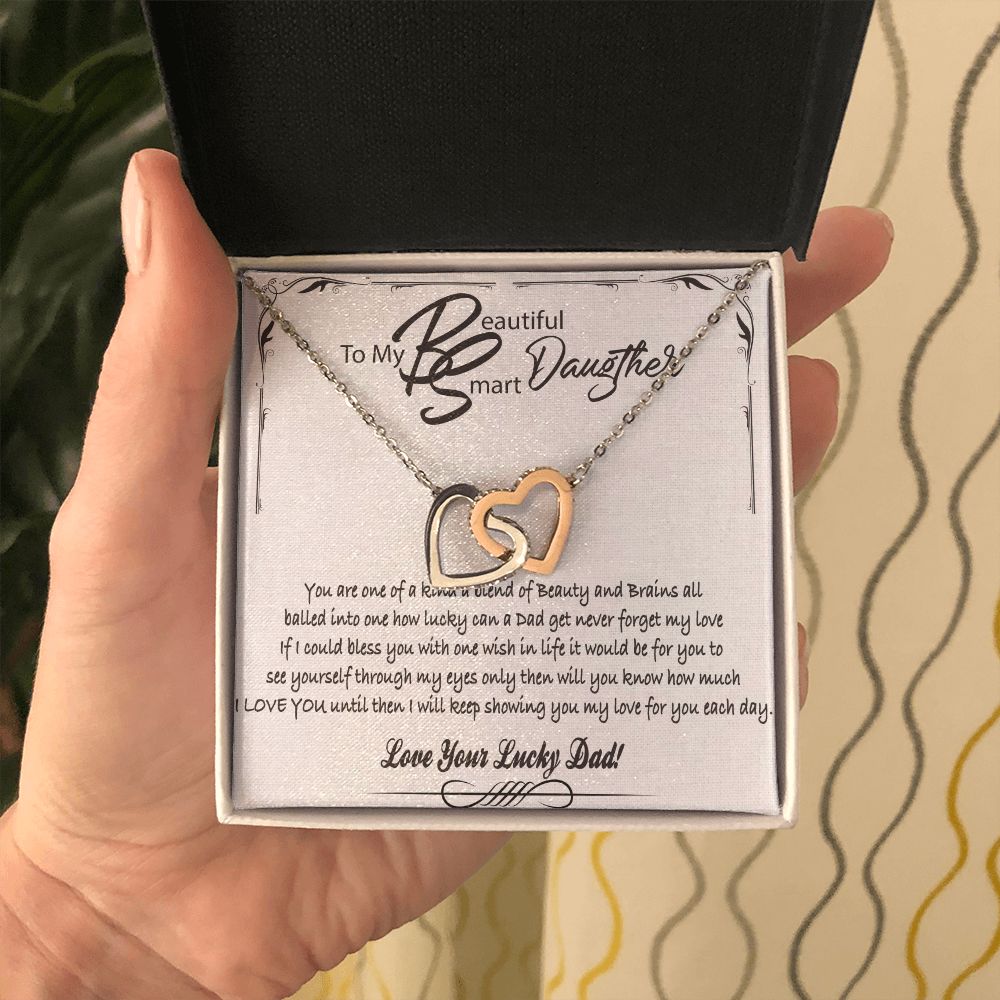 To My Beautiful Smart Daugther
You are one of a kind a blend of Beauty and Brains all
balled into one how lucky can a Dad get never forget my love
If I could bless you with one wish in life it would be for you to
see yourself through my eyes only then will you know how much
I LOVE YOU until then I will keep showing you my love for you each day.
Love Your Lucky Dad!